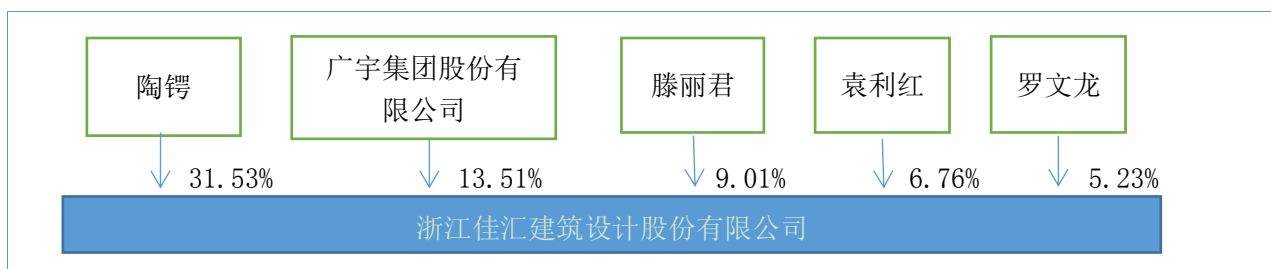 陶锷
广宇集团股份有
限公司
滕丽君
袁利红
罗文龙
31.53%
13.51%
9.01%
6.76%
5.23%
浙江佳汇建筑设计股份有限公司